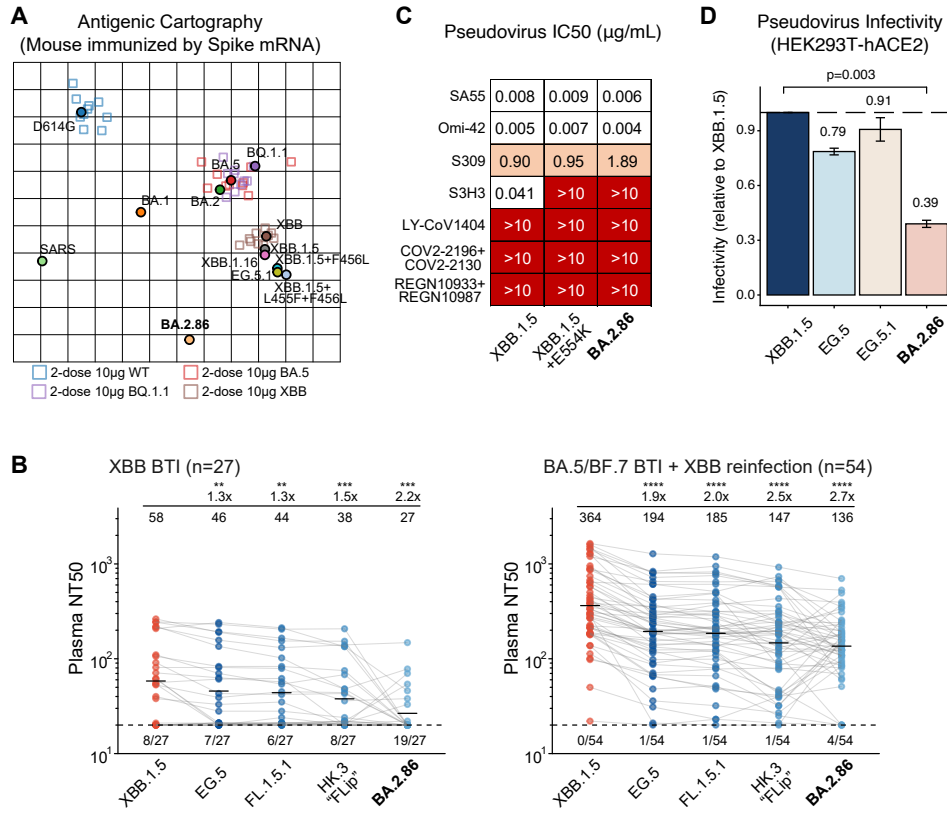 A
Antigenic Cartography
(Mouse immunized by Spike mRNA)
D614G
BA.5
BQ.1.1
BA.2
BA.1
XBB
SARS
XBB.1.5
XBB.1.16
XBB.1.5+F456L
EG.5.1
XBB.1.5+
L455F+F456L
BA.2.86
2-dose 10µg WT
2-dose 10µg BA.5
2-dose 10µg BQ.1.1
2-dose 10µg XBB
C
Pseudovirus IC50 (µg/mL)
SA55 0.008 0.009 0.006
Omi-42 0.005 0.007 0.004
S309 0.90 0.95 1.89
S3H3 0.041 >10 >10
LY-CoV1404 >10 >10 >10
COV2-2196+
COV2-2130 >10 >10 >10
REGN10933+
REGN10987 >10 >10 >10
XBB.1.5
XBB.1.5
+E554K
BA.2.86
D
Pseudovirus Infectivity
(HEK293T-hACE2)
p=0.003
0.91
0.79
0.39
Infectivity (relative to XBB.1.5)
0.9
0.6
0.3
0.0
XBB.1.5
EG.5
EG.5.1
BA.2.86
B
XBB BTI (n=27)
** ** *** ***
1.3x 1.3x 1.5x 2.2x
58 46 44 38 27
Plasma NT50
10³
10²
10¹
8/27 7/27 6/27 8/27 19/27
XBB.1.5
EG.5
FL.1.5.1
HK.3
“FLip”
BA.2.86
BA.5/BF.7 BTI + XBB reinfection (n=54)
**** **** **** ****
1.9x 2.0x 2.5x 2.7x
364 194 185 147 136
Plasma NT50
10³
10²
10¹
0/54 1/54 1/54 1/54 4/54
XBB.1.5
EG.5
FL.1.5.1
HK.3
“FLip”
BA.2.86